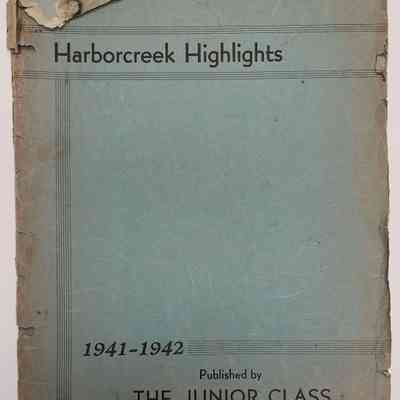 Harborcreek Highlights
1941-1942
Published by
THE JUNIOR CLASS